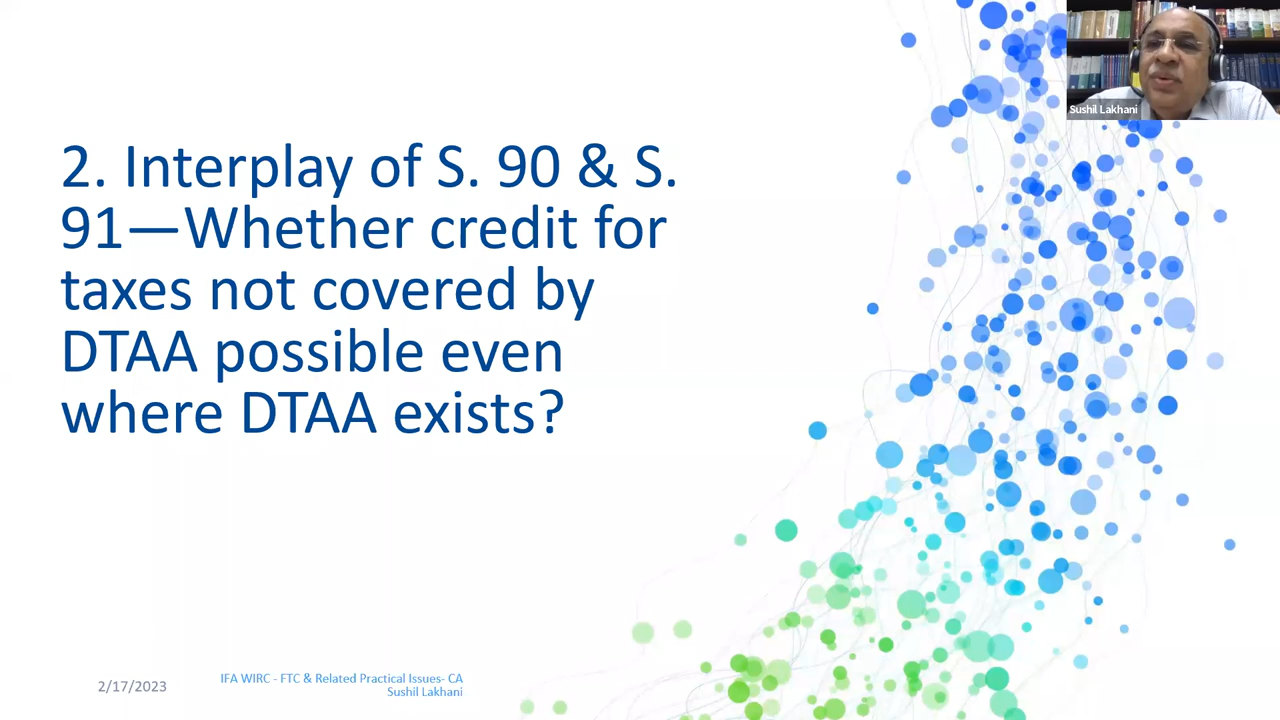 Sushil Lakhani
2. Interplay of S. 90 & S.
91—Whether credit for
taxes not covered by
DTAA possible even
where DTAA exists?
2/17/2023
IFA WIRC - FTC & Related Practical Issues- CA
Sushil Lakhani